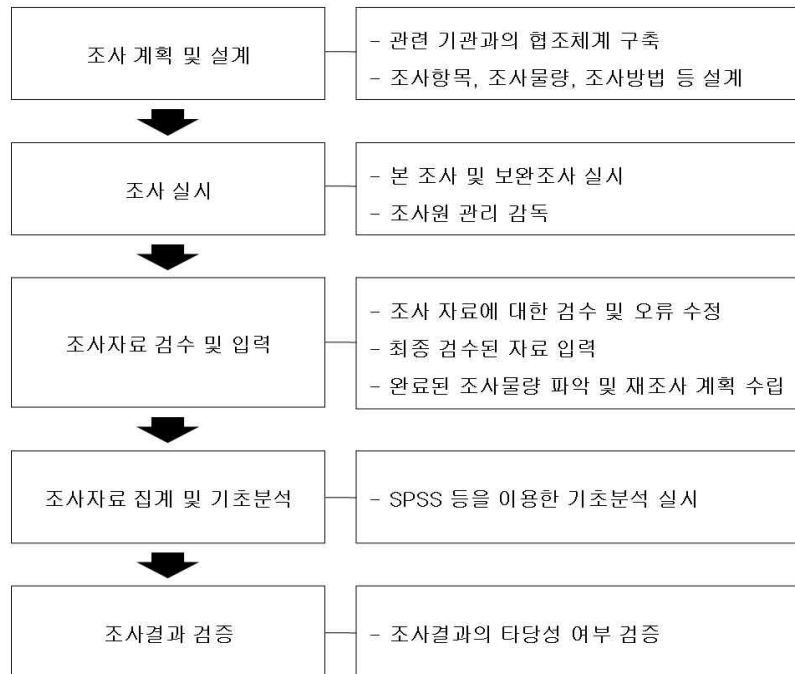 조사 계획 및 설계
- 관련 기관과의 협조체계 구축
- 조사항목, 조사물량, 조사방법 등 설계
조사 실시
- 본 조사 및 보완조사 실시
- 조사원 관리 감독
조사자료 검수 및 입력
- 조사 자료에 대한 검수 및 오류 수정
- 최종 검수된 자료 입력
- 완료된 조사물량 파악 및 재조사 계획 수립
조사자료 집계 및 기초분석
- SPSS 등을 이용한 기초분석 실시
조사결과 검증
- 조사결과의 타당성 여부 검증